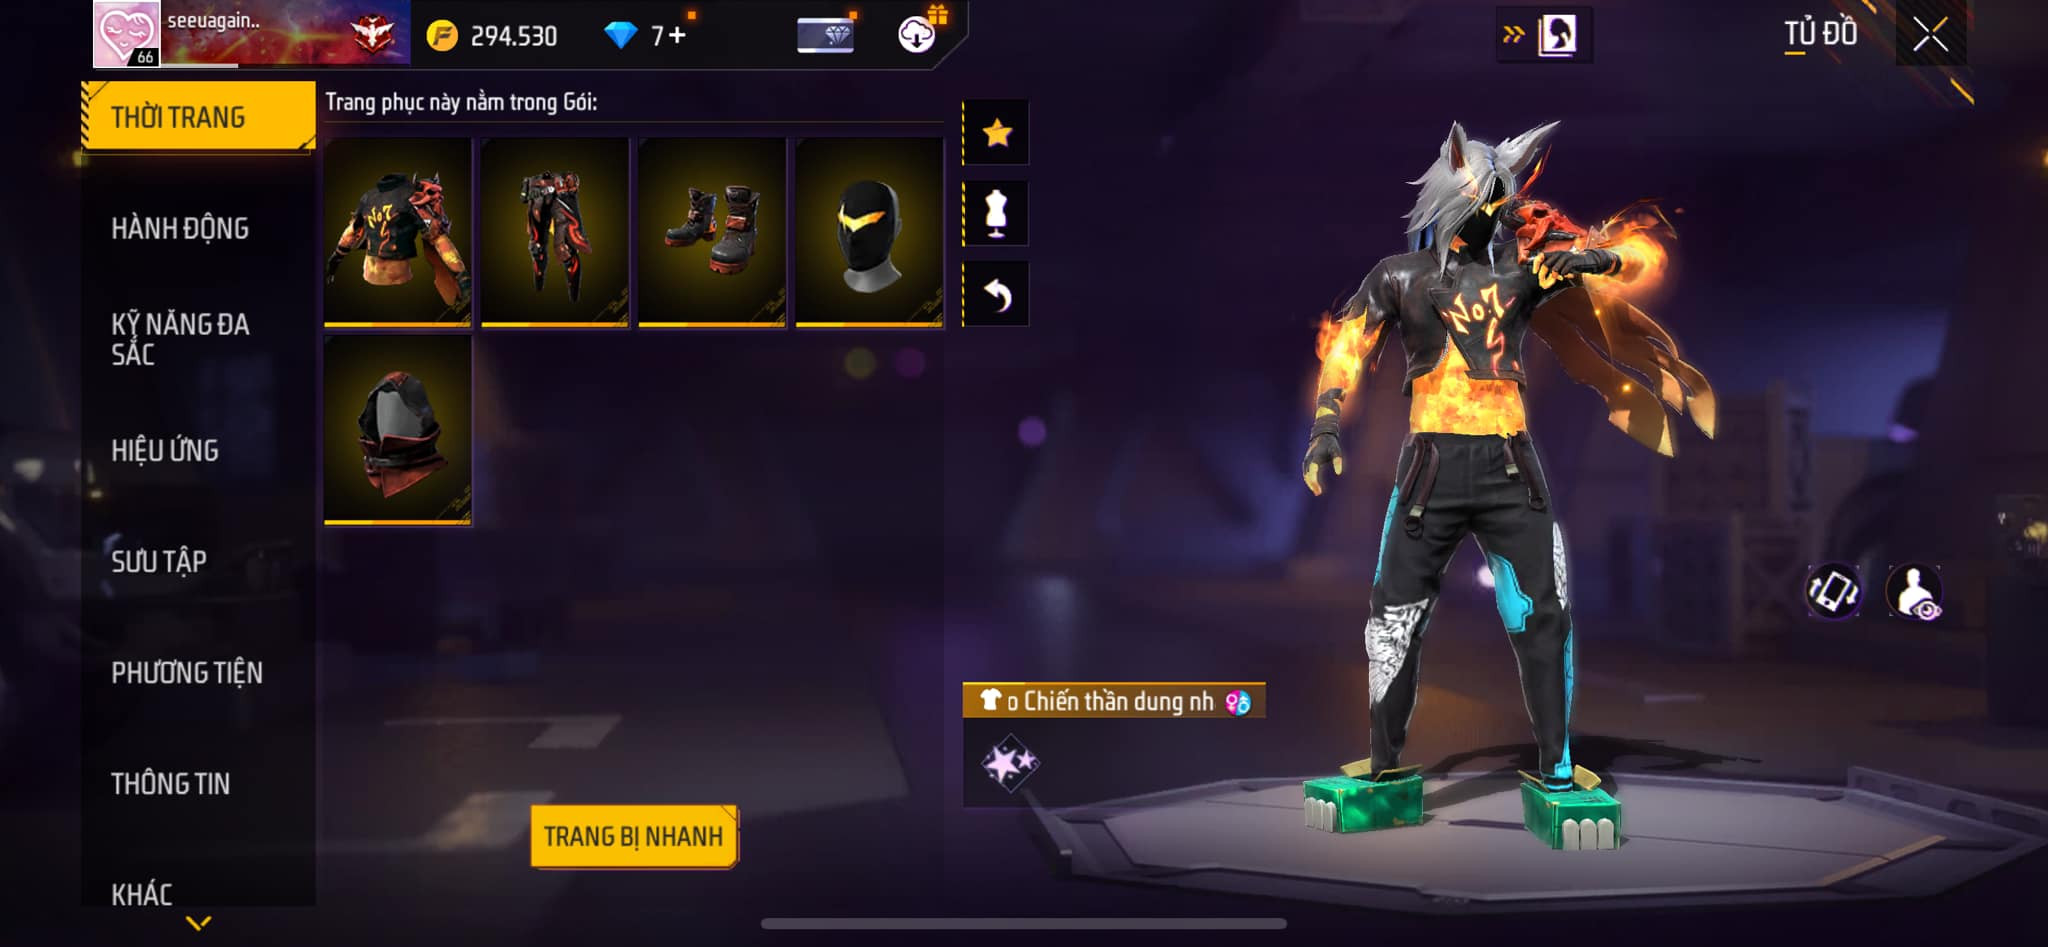 seeuagain..
66
294.530
7+
TỦ ĐỒ
THỜI TRANG
Trang phục này nằm trong Gói:
HÀNH ĐỘNG
KỸ NĂNG ĐA
SẮC
HIỆU ỨNG
SƯU TẬP
PHƯƠNG TIỆN
THÔNG TIN
KHÁC
No7
No.7
o Chiến thần dung nh
TRANG BỊ NHANH